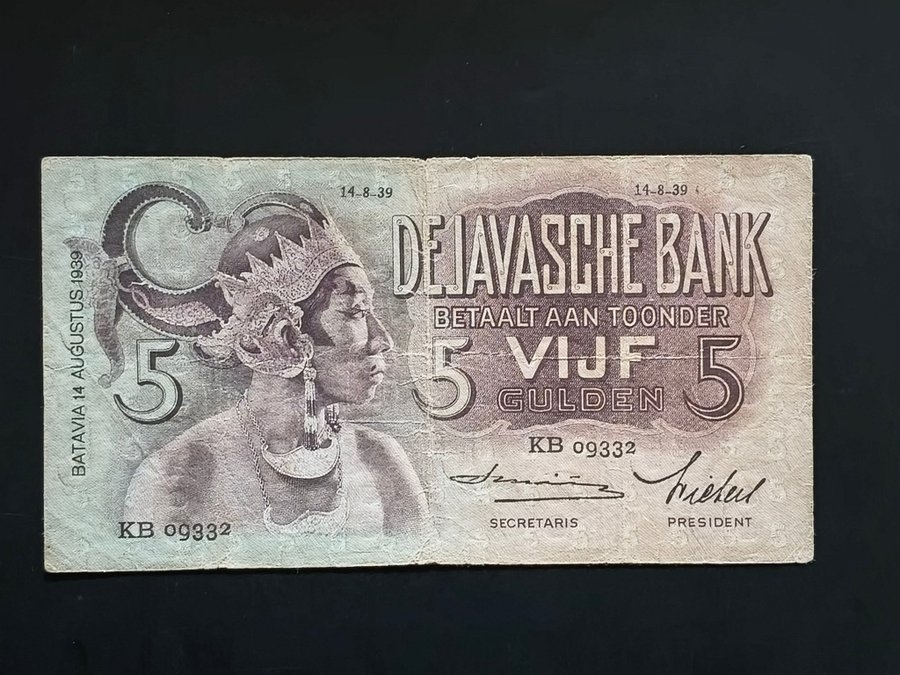 14-8-39
14-8-39
DE JAVASCHE BANK
BETAALT AAN TOONDER
5
5 VIJF 5
GULDEN
BATAVIA 14 AUGUSTUS 1939
KB 09332
KB 09332
SECRETARIS
PRESIDENT